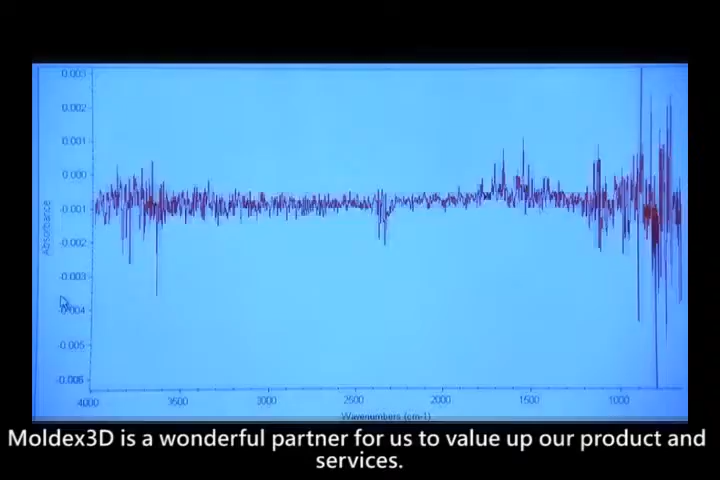 0.003
0.002
0.001
0.000
-0.001
-0.002
-0.003
-0.004
-0.005
-0.006
Absorbance
4000 3500 3000 2500 2000 1500 1000
Wavenumbers (cm-1)
Moldex3D is a wonderful partner for us to value up our product and
services.